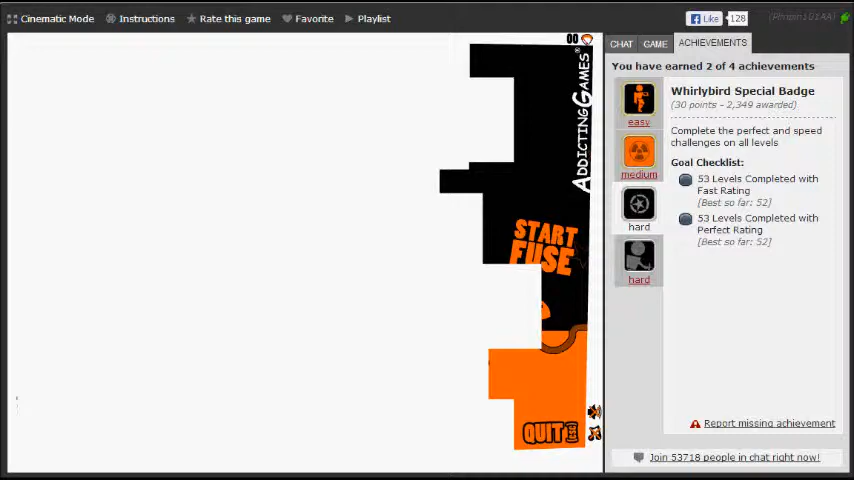 Cinematic Mode
Instructions
Rate this game
Favorite
Playlist
Like
128
(Phrozn101AA)
00
ADDICTINGGAMES®
START
FUSE
QUIT [ESC]
CHAT
GAME
ACHIEVEMENTS
You have earned 2 of 4 achievements
easy
medium
hard
hard
Whirlybird Special Badge
(30 points - 2,349 awarded)
Complete the perfect and speed
challenges on all levels
Goal Checklist:
53 Levels Completed with
Fast Rating
[Best so far: 52]
53 Levels Completed with
Perfect Rating
[Best so far: 52]
Report missing achievement
Join 53718 people in chat right now!